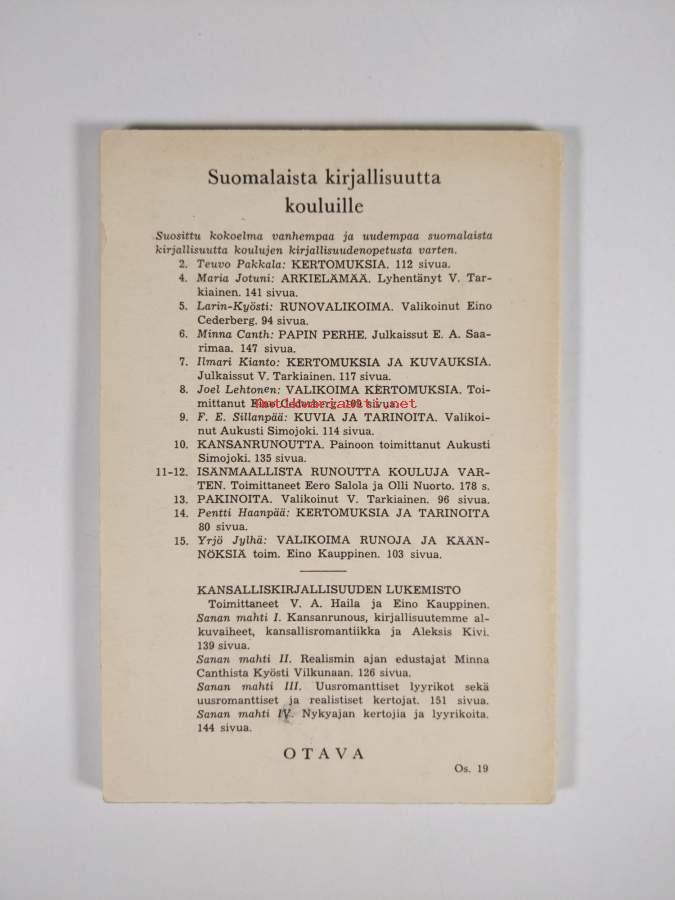 Suomalaista kirjallisuutta
kouluille
Suosittu kokoelma vanhempaa ja uudempaa suomalaista
kirjallisuutta koulujen kirjallisuudenopetusta varten.
2. Teuvo Pakkala: KERTOMUKSIA. 112 sivua.
4. Maria Jotuni: ARKIELÄMÄÄ. Lyhentänyt V. Tar-
kiainen. 141 sivua.
5. Larin-Kyösti: RUNOVALIKOIMA. Valikoinut Eino
Cederberg. 94 sivua.
6. Minna Canth: PAPIN PERHE. Julkaissut E. A. Saa-
rimaa. 147 sivua.
7. Ilmari Kianto: KERTOMUKSIA JA KUVAUKSIA.
Julkaissut V. Tarkiainen. 117 sivua.
8. Joel Lehtonen: VALIKOIMA KERTOMUKSIA. Toi-
mittanut Eino Cederberg. sivua.
9. F. E. Sillanpää: KUVIA JA TARINOITA. Valikoi-
nut Aukusti Simojoki. 114 sivua.
10. KANSANRUNOUTTA. Painoon toimittanut Aukusti
Simojoki. 135 sivua.
11-12. ISÄNMAALLISTA RUNOUTTA KOULUJA VAR-
TEN. Toimittaneet Eero Salola ja Olli Nuorto. 178 s.
13. PAKINOITA. Valikoinut V. Tarkiainen. 96 sivua.
14. Pentti Haanpää: KERTOMUKSIA JA TARINOITA
80 sivua.
15. Yrjö Jylhä: VALIKOIMA RUNOJA JA KÄÄN-
NÖKSIÄ toim. Eino Kauppinen. 103 sivua.
KANSALLISKIRJALLISUUDEN LUKEMISTO
Toimittaneet V. A. Haila ja Eino Kauppinen.
Sanan mahti I. Kansanrunous, kirjallisuutemme al-
kuvaiheet, kansallisromantiikka ja Aleksis Kivi.
139 sivua.
Sanan mahti II. Realismin ajan edustajat Minna
Canthista Kyösti Vilkunaan. 126 sivua.
Sanan mahti III. Uusromanttiset lyyrikot sekä
uusromanttiset ja realistiset kertojat. 151 sivua.
Sanan mahti IV. Nykyajan kertojia ja lyyrikoita.
144 sivua.
OTAVA
Os. 19